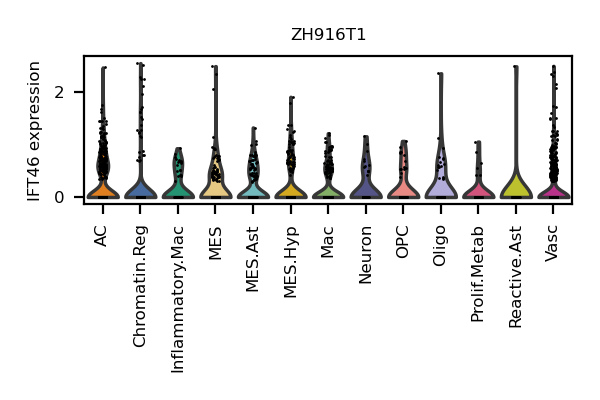 ZH916T1
IFT46 expression
2
0
AC
Chromatin.Reg
Inflammatory.Mac
MES
MES.Ast
MES.Hyp
Mac
Neuron
OPC
Oligo
Prolif.Metab
Reactive.Ast
Vasc